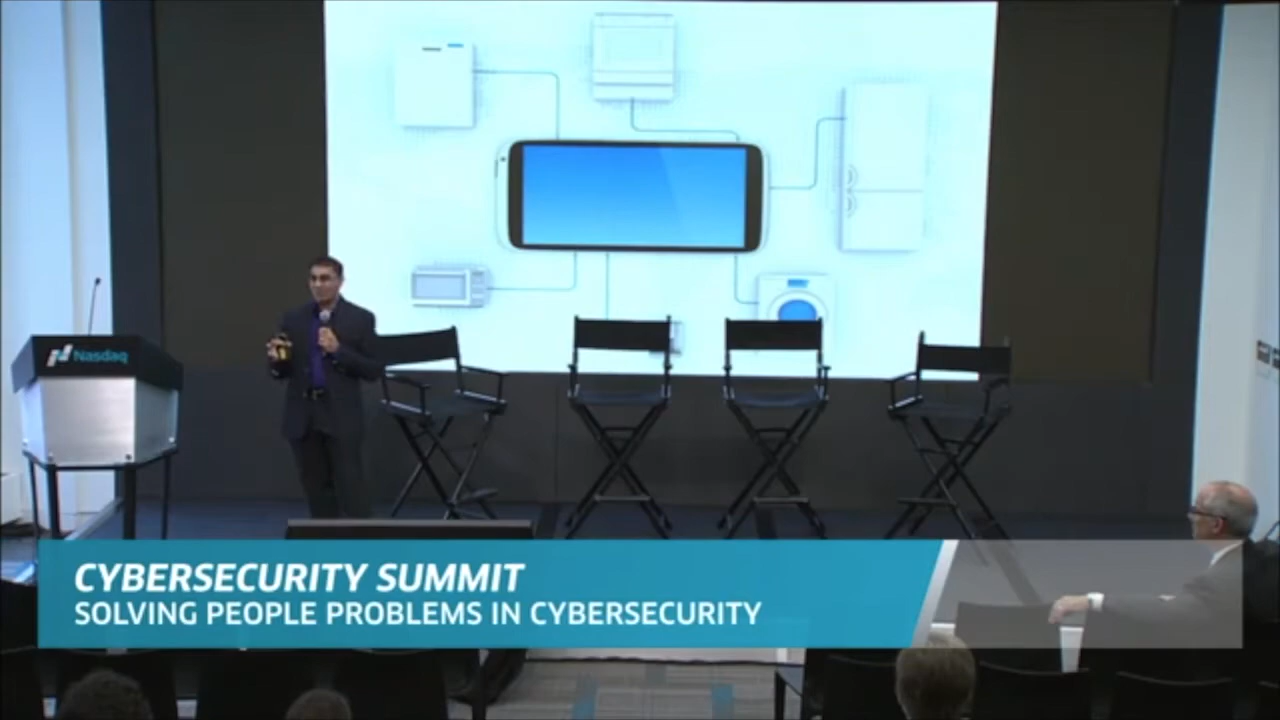 Nasdaq
CYBERSECURITY SUMMIT
SOLVING PEOPLE PROBLEMS IN CYBERSECURITY